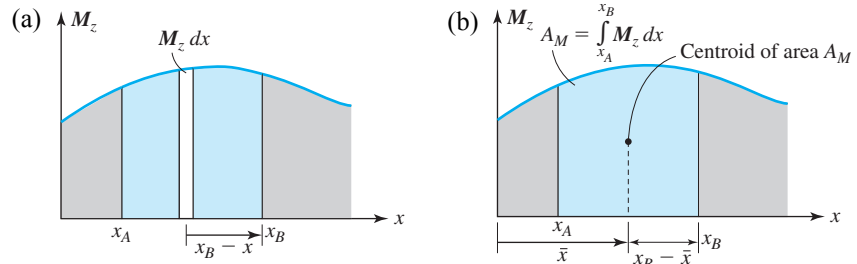 (a)
M_z
M_z dx
x
x_A
x_B − x
x_B
(b)
M_z
A_M = ∫_{x_A}^{x_B} M_z dx
Centroid of area A_M
x
x_A
x_B
x̄
x_B − x̄